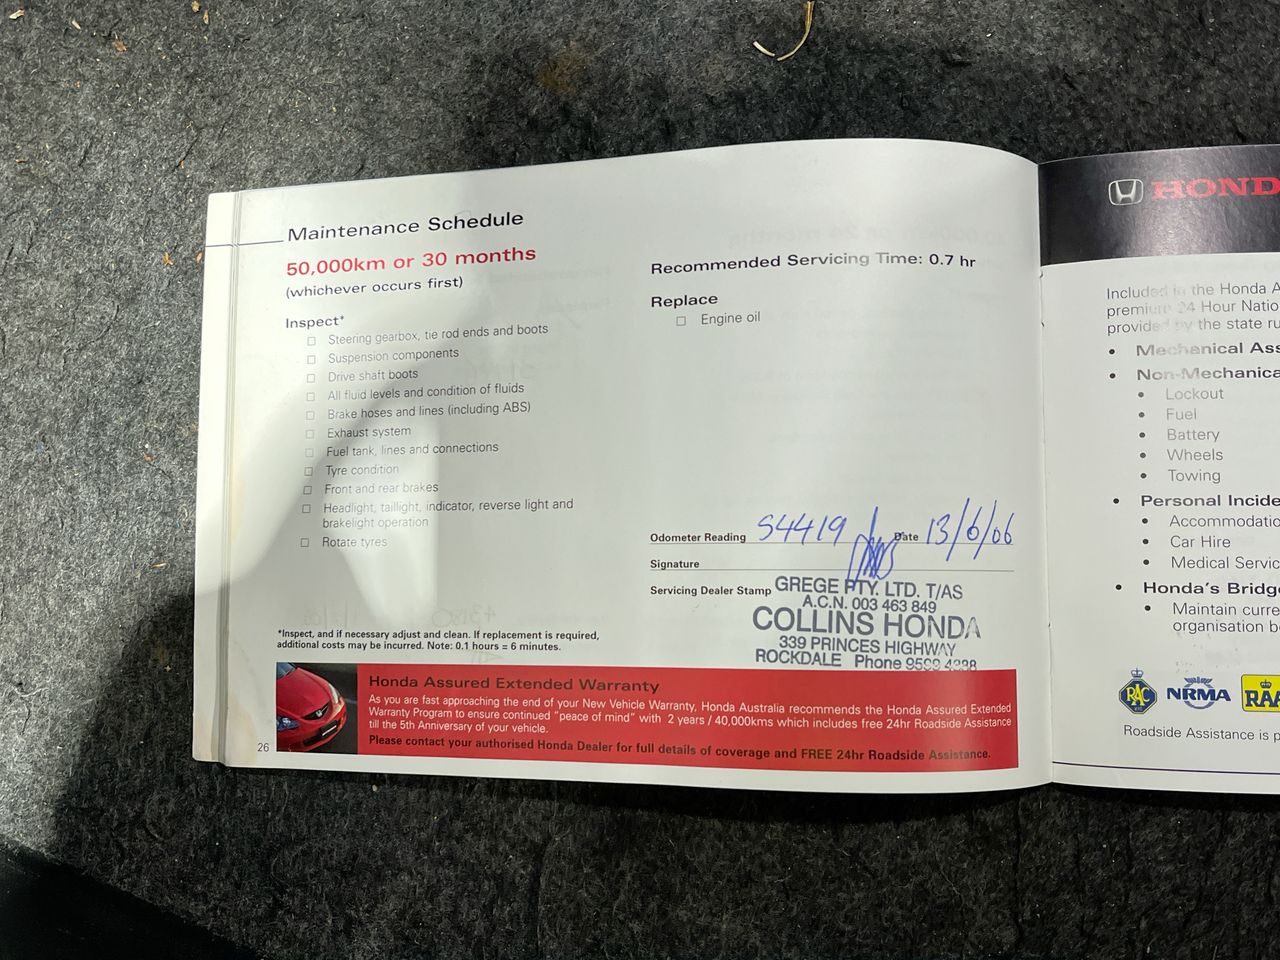 Maintenance Schedule
50,000km or 30 months
(whichever occurs first)
Inspect*
Steering gearbox, tie rod ends and boots
Suspension components
Drive shaft boots
All fluid levels and condition of fluids
Brake hoses and lines (including ABS)
Exhaust system
Fuel tank, lines and connections
Tyre condition
Front and rear brakes
Headlight, taillight, indicator, reverse light and
brakelight operation
Rotate tyres
*Inspect, and if necessary adjust and clean. If replacement is required,
additional costs may be incurred. Note: 0.1 hours = 6 minutes.
Recommended Servicing Time: 0.7 hr
Replace
Engine oil
Odometer Reading 54419 Date 13/6/06
Signature
Servicing Dealer Stamp
GREGE PTY. LTD. T/AS
A.C.N. 003 463 849
COLLINS HONDA
339 PRINCES HIGHWAY
ROCKDALE Phone 9599 4338
Honda Assured Extended Warranty
As you are fast approaching the end of your New Vehicle Warranty, Honda Australia recommends the Honda Assured Extended
Warranty Program to ensure continued "peace of mind" with 2 years / 40,000kms which includes free 24hr Roadside Assistance
till the 5th Anniversary of your vehicle.
Please contact your authorised Honda Dealer for full details of coverage and FREE 24hr Roadside Assistance.
26
HOND
Included in the Honda A
premium 24 Hour Natio
provided by the state ru
Mechanical Ass
Non-Mechanica
Lockout
Fuel
Battery
Wheels
Towing
Personal Incide
Accommodatio
Car Hire
Medical Servic
Honda's Bridge
Maintain curre
organisation be
RAC
NRMA
RAA
Roadside Assistance is p